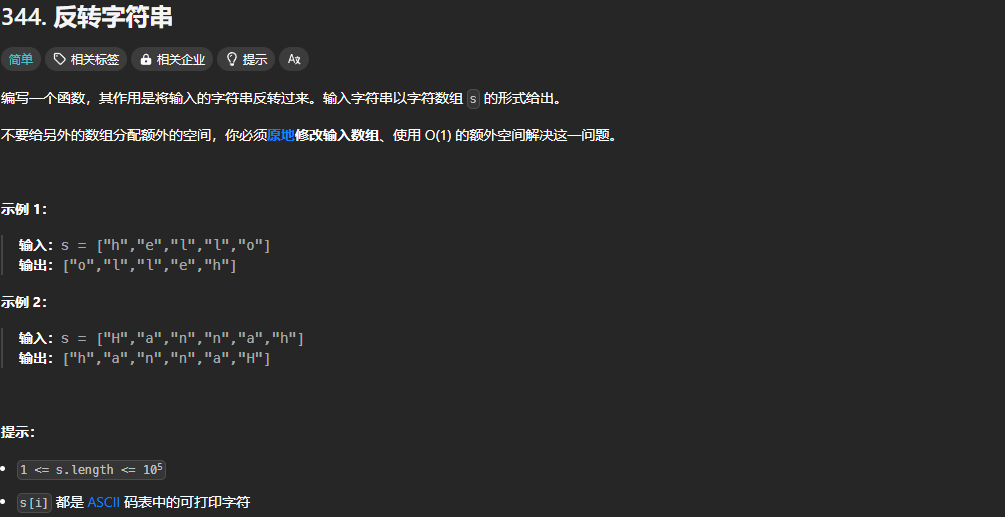 344. 反转字符串
简单 相关标签 相关企业 提示 Aあ
编写一个函数，其作用是将输入的字符串反转过来。输入字符串以字符数组 s 的形式给出。
不要给另外的数组分配额外的空间，你必须原地修改输入数组、使用 O(1) 的额外空间解决这一问题。
示例 1：
输入：s = ["h","e","l","l","o"]
输出：["o","l","l","e","h"]
示例 2：
输入：s = ["H","a","n","n","a","h"]
输出：["h","a","n","n","a","H"]
提示：
1 <= s.length <= 10⁵
s[i] 都是 ASCII 码表中的可打印字符